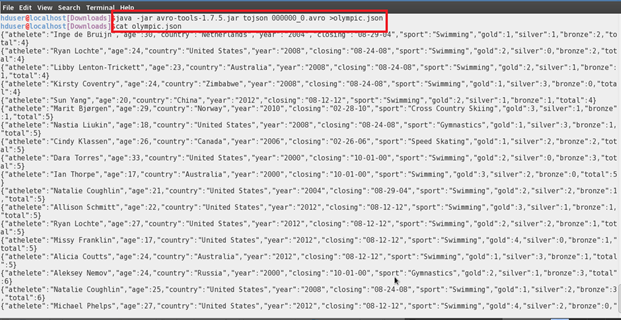 File Edit View Search Terminal Help
hduser@localhost[Downloads]$java -jar avro-tools-1.7.5.jar tojson 000000_0.avro >olympic.json
hduser@localhost[Downloads]$cat olympic.json
{"athelete":"Inge de Bruijn","age":30,"country":"Netherlands","year":"2004","closing":"08-29-04","sport":"Swimming","gold":1,"silver":1,"bronze":2,"to
tal":4}
{"athelete":"Ryan Lochte","age":24,"country":"United States","year":"2008","closing":"08-24-08","sport":"Swimming","gold":2,"silver":0,"bronze":2,"tot
al":4}
{"athelete":"Libby Lenton-Trickett","age":23,"country":"Australia","year":"2008","closing":"08-24-08","sport":"Swimming","gold":2,"silver":1,"bronze":
1,"total":4}
{"athelete":"Kirsty Coventry","age":24,"country":"Zimbabwe","year":"2008","closing":"08-24-08","sport":"Swimming","gold":1,"silver":3,"bronze":0,"tota
l":4}
{"athelete":"Sun Yang","age":20,"country":"China","year":"2012","closing":"08-12-12","sport":"Swimming","gold":2,"silver":1,"bronze":1,"total":4}
{"athelete":"Marit Bjørgen","age":29,"country":"Norway","year":"2010","closing":"02-28-10","sport":"Cross Country Skiing","gold":3,"silver":1,"bronze"
:1,"total":5}
{"athelete":"Nastia Liukin","age":18,"country":"United States","year":"2008","closing":"08-24-08","sport":"Gymnastics","gold":1,"silver":3,"bronze":1,
"total":5}
{"athelete":"Cindy Klassen","age":26,"country":"Canada","year":"2006","closing":"02-26-06","sport":"Speed Skating","gold":1,"silver":2,"bronze":2,"tot
al":5}
{"athelete":"Dara Torres","age":33,"country":"United States","year":"2000","closing":"10-01-00","sport":"Swimming","gold":2,"silver":0,"bronze":3,"tot
al":5}
{"athelete":"Ian Thorpe","age":17,"country":"Australia","year":"2000","closing":"10-01-00","sport":"Swimming","gold":3,"silver":2,"bronze":0,"total":5
}
{"athelete":"Natalie Coughlin","age":21,"country":"United States","year":"2004","closing":"08-29-04","sport":"Swimming","gold":2,"silver":2,"bronze":1
,"total":5}
{"athelete":"Allison Schmitt","age":22,"country":"United States","year":"2012","closing":"08-12-12","sport":"Swimming","gold":3,"silver":1,"bronze":1,
"total":5}
{"athelete":"Ryan Lochte","age":27,"country":"United States","year":"2012","closing":"08-12-12","sport":"Swimming","gold":2,"silver":2,"bronze":1,"tot
al":5}
{"athelete":"Missy Franklin","age":17,"country":"United States","year":"2012","closing":"08-12-12","sport":"Swimming","gold":4,"silver":0,"bronze":1,"
total":5}
{"athelete":"Alicia Coutts","age":24,"country":"Australia","year":"2012","closing":"08-12-12","sport":"Swimming","gold":1,"silver":3,"bronze":1,"total
":5}
{"athelete":"Aleksey Nemov","age":24,"country":"Russia","year":"2000","closing":"10-01-00","sport":"Gymnastics","gold":2,"silver":1,"bronze":3,"total"
:6}
{"athelete":"Natalie Coughlin","age":25,"country":"United States","year":"2008","closing":"08-24-08","sport":"Swimming","gold":1,"silver":2,"bronze":3
,"total":6}
{"athelete":"Michael Phelps","age":27,"country":"United States","year":"2012","closing":"08-12-12","sport":"Swimming","gold":4,"silver":2,"bronze":0,"